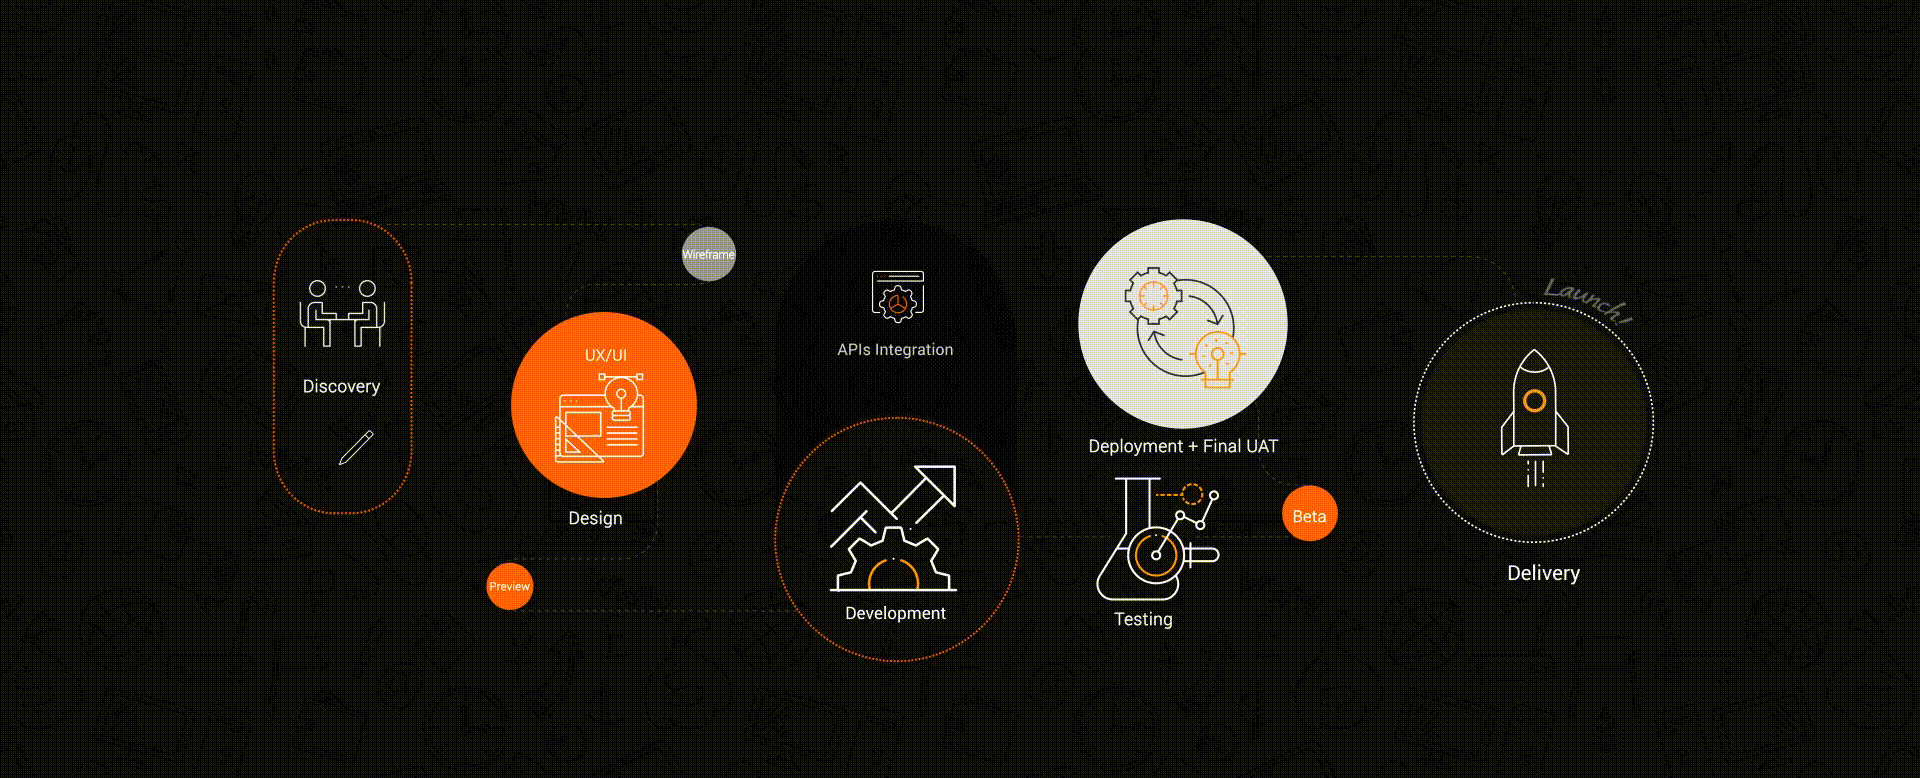 Discovery
Wireframe
UX/UI
Design
Preview
APIs Integration
Development
Deployment + Final UAT
Testing
Beta
Launch!
Delivery